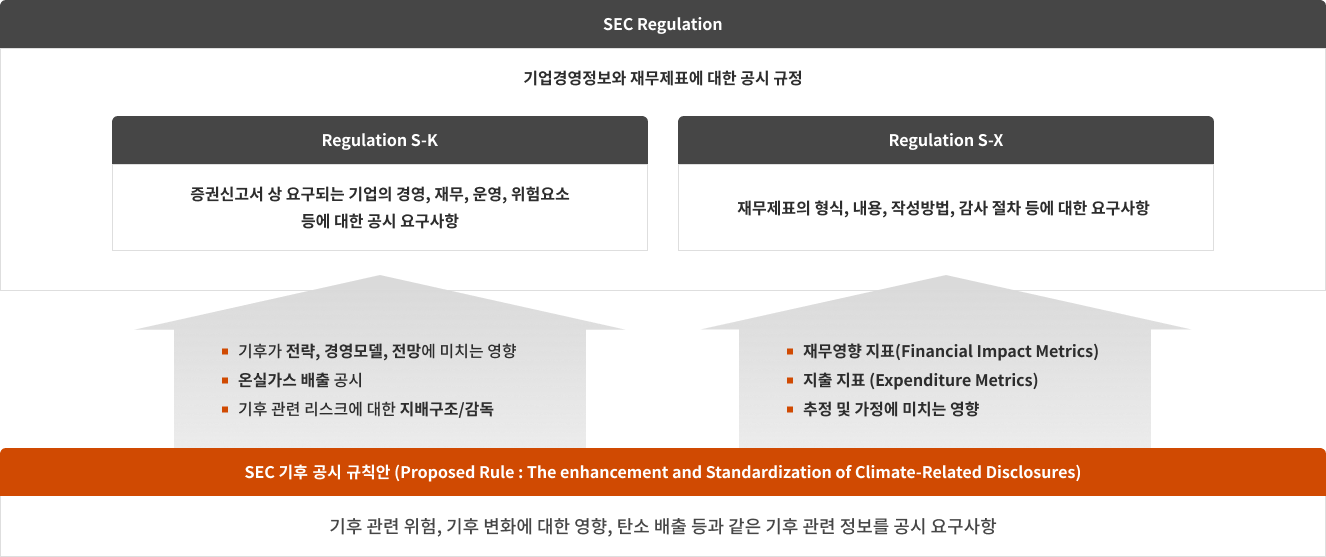 SEC Regulation
기업경영정보와 재무제표에 대한 공시 규정
Regulation S-K
증권신고서 상 요구되는 기업의 경영, 재무, 운영, 위험요소
등에 대한 공시 요구사항
Regulation S-X
재무제표의 형식, 내용, 작성방법, 감사 절차 등에 대한 요구사항
기후가 전략, 경영모델, 전망에 미치는 영향
온실가스 배출 공시
기후 관련 리스크에 대한 지배구조/감독
재무영향 지표(Financial Impact Metrics)
지출 지표 (Expenditure Metrics)
추정 및 가정에 미치는 영향
SEC 기후 공시 규칙안 (Proposed Rule : The enhancement and Standardization of Climate-Related Disclosures)
기후 관련 위험, 기후 변화에 대한 영향, 탄소 배출 등과 같은 기후 관련 정보를 공시 요구사항